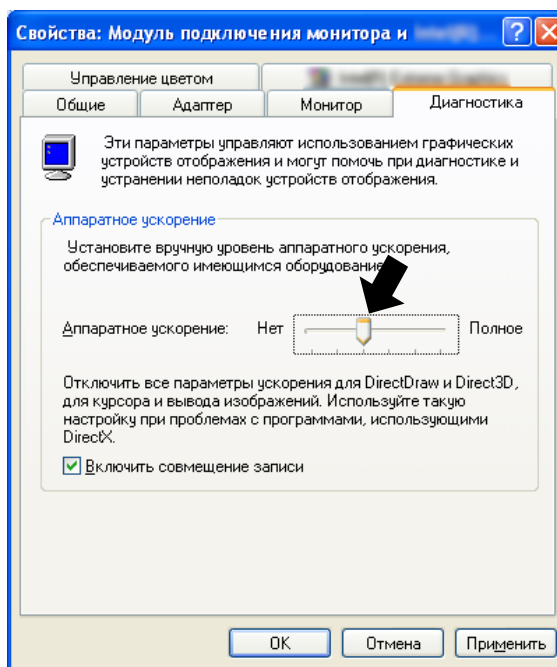 Свойства: Модуль подключения монитора и
Управление цветом
Общие
Адаптер
Монитор
Диагностика
Эти параметры управляют использованием графических
устройств отображения и могут помочь при диагностике и
устранении неполадок устройств отображения.
Аппаратное ускорение
Установите вручную уровень аппаратного ускорения,
обеспечиваемого имеющимся
Аппаратное ускорение: Нет Полное
Отключить все параметры ускорения для DirectDraw и Direct3D,
для курсора и вывода изображений. Используйте такую
настройку при проблемах с программами, использующими
DirectX.
Включить совмещение записи
ОК
Отмена
Применить